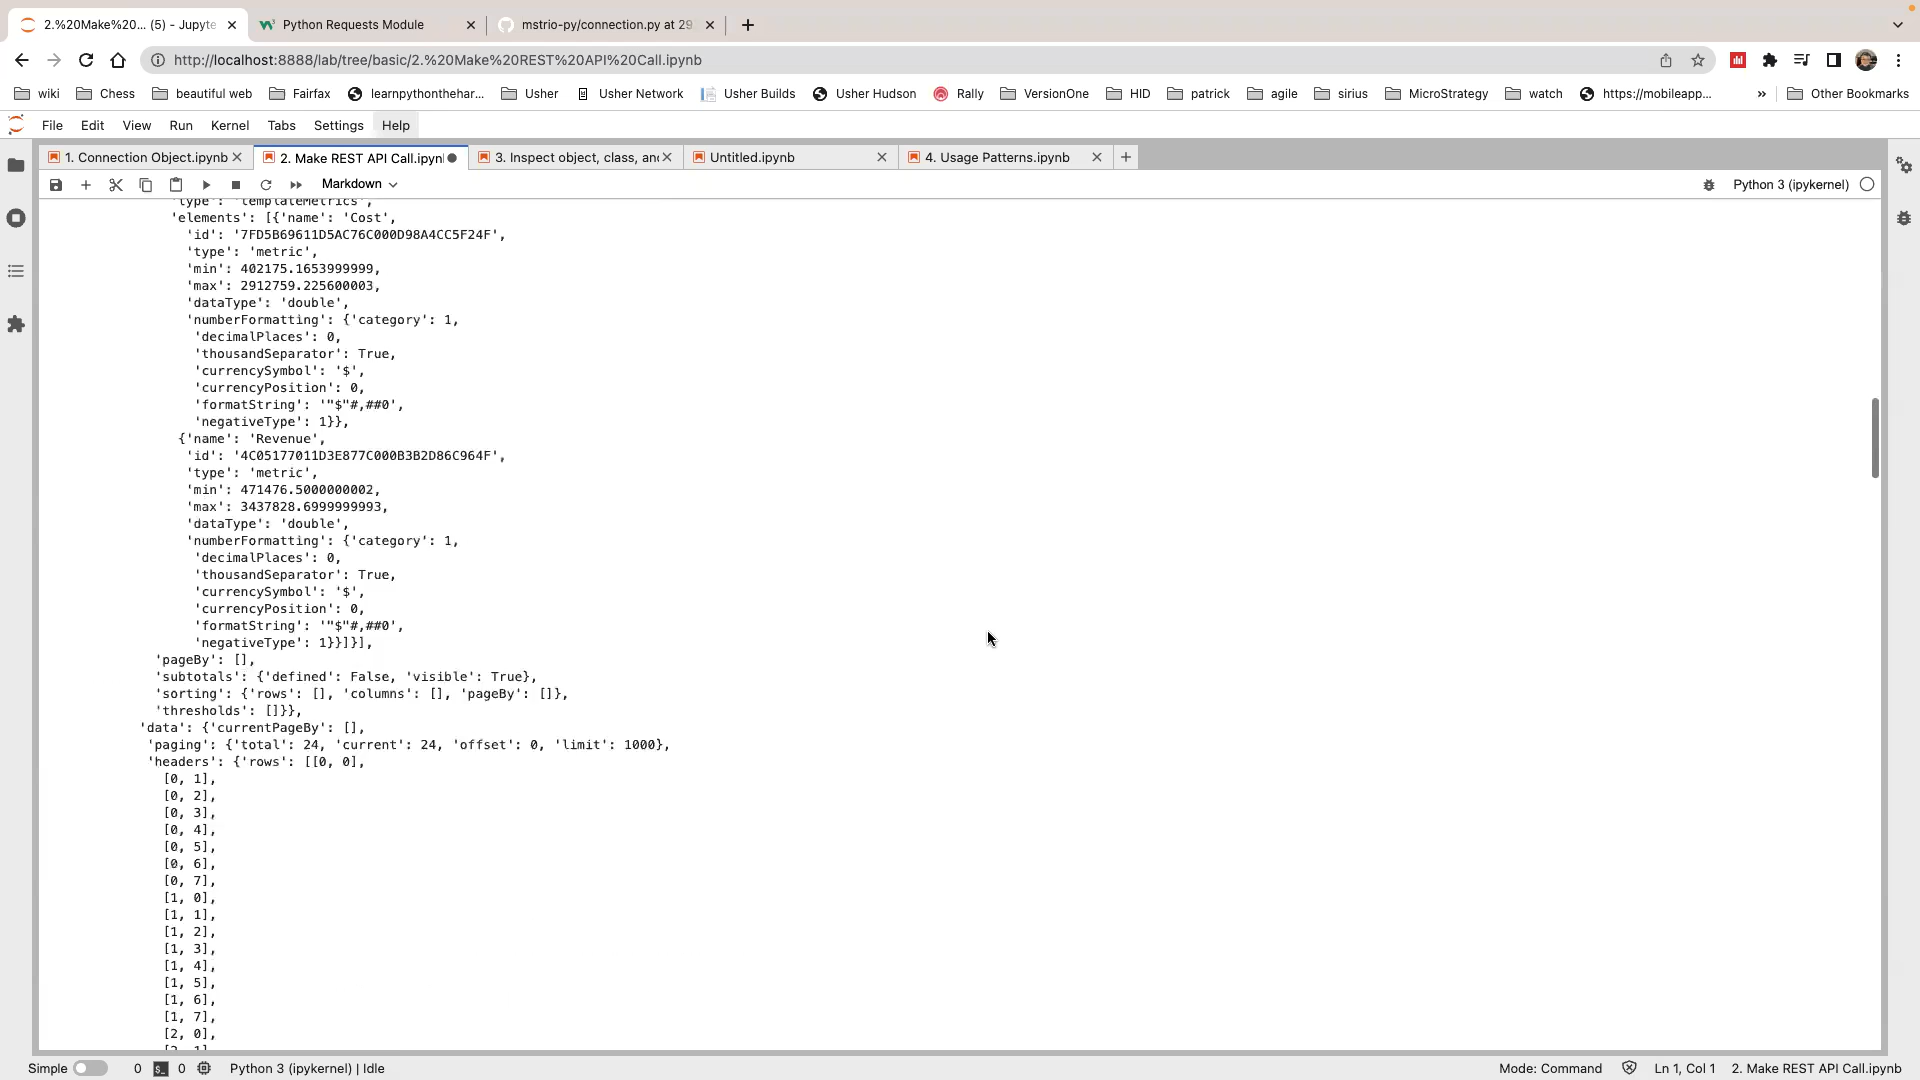 2.%20Make%20... (5) - Jupyte
Python Requests Module
mstrio-py/connection.py at 29
http://localhost:8888/lab/tree/basic/2.%20Make%20REST%20API%20Call.ipynb
wiki
Chess
beautiful web
Fairfax
learnpythonthehar...
Usher
Usher Network
Usher Builds
Usher Hudson
Rally
VersionOne
HID
patrick
agile
sirius
MicroStrategy
watch
https://mobileapp...
»
Other Bookmarks
File Edit View Run Kernel Tabs Settings Help
1. Connection Object.ipynb
2. Make REST API Call.ipyn
3. Inspect object, class, an
Untitled.ipynb
4. Usage Patterns.ipynb
Markdown
Python 3 (ipykernel)
'type': 'templateMetrics',
'elements': [{'name': 'Cost',
'id': '7FD5B69611D5AC76C000D98A4CC5F24F',
'type': 'metric',
'min': 402175.1653999999,
'max': 2912759.225600003,
'dataType': 'double',
'numberFormatting': {'category': 1,
'decimalPlaces': 0,
'thousandSeparator': True,
'currencySymbol': '$',
'currencyPosition': 0,
'formatString': '"$"#,##0',
'negativeType': 1}},
{'name': 'Revenue',
'id': '4C05177011D3E877C000B3B2D86C964F',
'type': 'metric',
'min': 471476.5000000002,
'max': 3437828.6999999993,
'dataType': 'double',
'numberFormatting': {'category': 1,
'decimalPlaces': 0,
'thousandSeparator': True,
'currencySymbol': '$',
'currencyPosition': 0,
'formatString': '"$"#,##0',
'negativeType': 1}}]}],
'pageBy': [],
'subtotals': {'defined': False, 'visible': True},
'sorting': {'rows': [], 'columns': [], 'pageBy': []},
'thresholds': []}},
'data': {'currentPageBy': [],
'paging': {'total': 24, 'current': 24, 'offset': 0, 'limit': 1000},
'headers': {'rows': [[0, 0],
[0, 1],
[0, 2],
[0, 3],
[0, 4],
[0, 5],
[0, 6],
[0, 7],
[1, 0],
[1, 1],
[1, 2],
[1, 3],
[1, 4],
[1, 5],
[1, 6],
[1, 7],
[2, 0],
[2, 1],
Simple
0
0
Python 3 (ipykernel) | Idle
Mode: Command
Ln 1, Col 1
2. Make REST API Call.ipynb